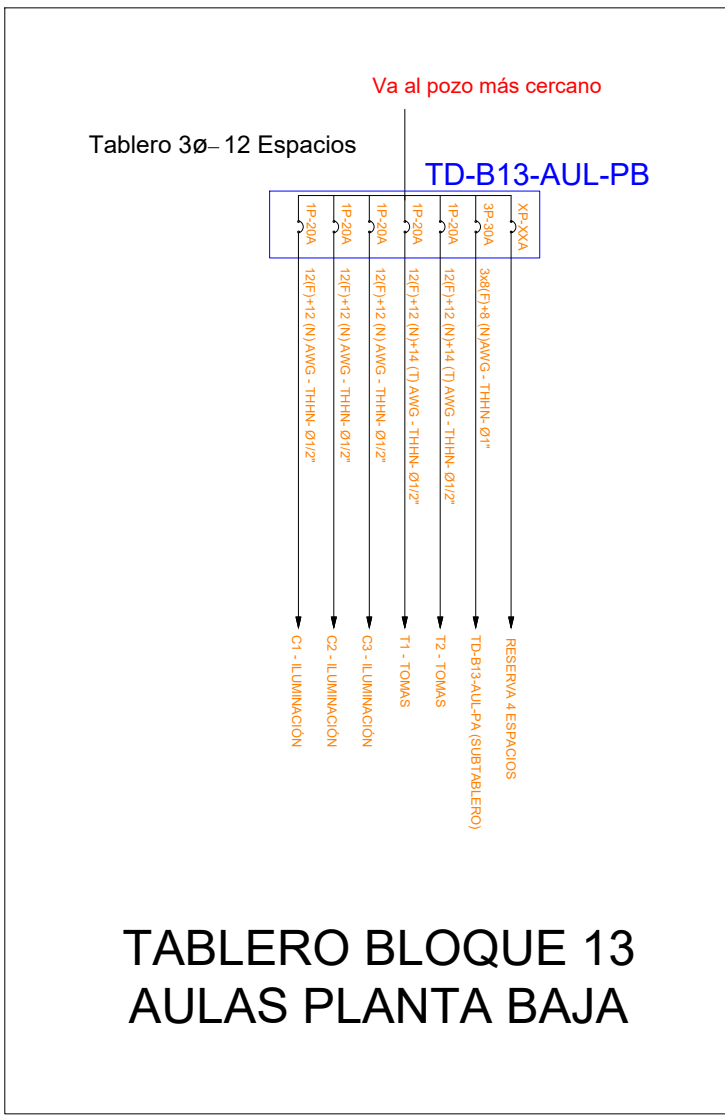 Va al pozo más cercano
Tablero 3ø– 12 Espacios
TD-B13-AUL-PB
1P-20A
1P-20A
1P-20A
1P-20A
1P-20A
3P-30A
XP-XXA
12(F)+12 (N) AWG - THHN- Ø1/2"
12(F)+12 (N) AWG - THHN- Ø1/2"
12(F)+12 (N) AWG - THHN- Ø1/2"
12(F)+12 (N)+14 (T) AWG - THHN- Ø1/2"
12(F)+12 (N)+14 (T) AWG - THHN- Ø1/2"
3x8(F)+8 (N)AWG - THHN- Ø1"
C1 - ILUMINACIÓN
C2 - ILUMINACIÓN
C3 - ILUMINACIÓN
T1 - TOMAS
T2 - TOMAS
TD-B13-AUL-PA (SUBTABLERO)
RESERVA 4 ESPACIOS
TABLERO BLOQUE 13
AULAS PLANTA BAJA